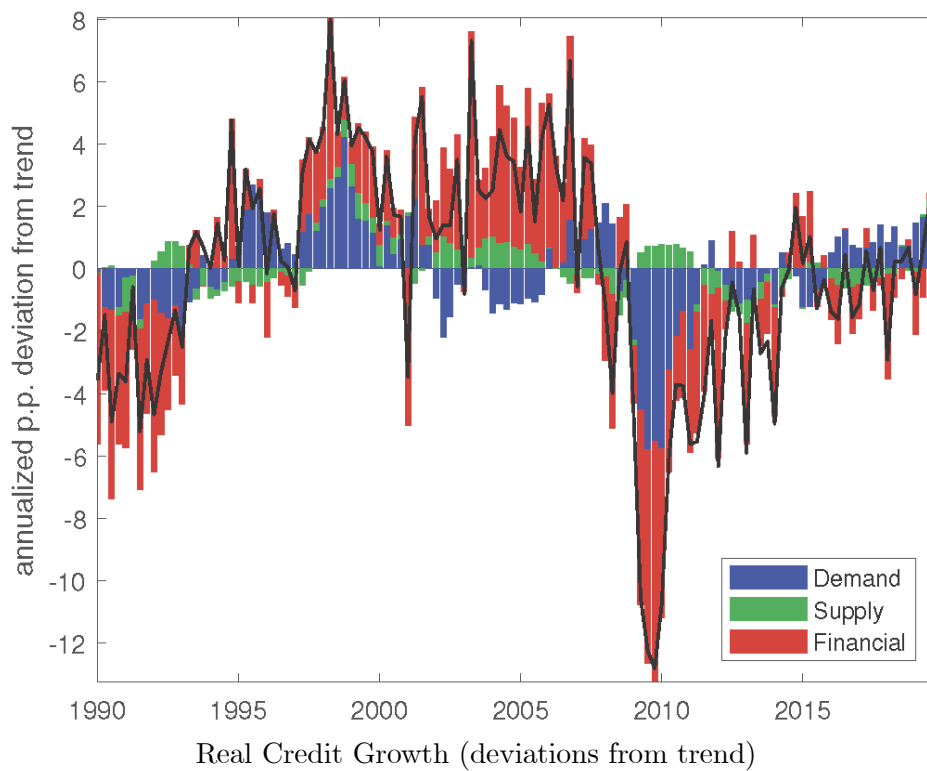 8
6
4
2
0
-2
-4
-6
-8
-10
-12
annualized p.p. deviation from trend
Demand
Supply
Financial
1990 1995 2000 2005 2010 2015
Real Credit Growth (deviations from trend)